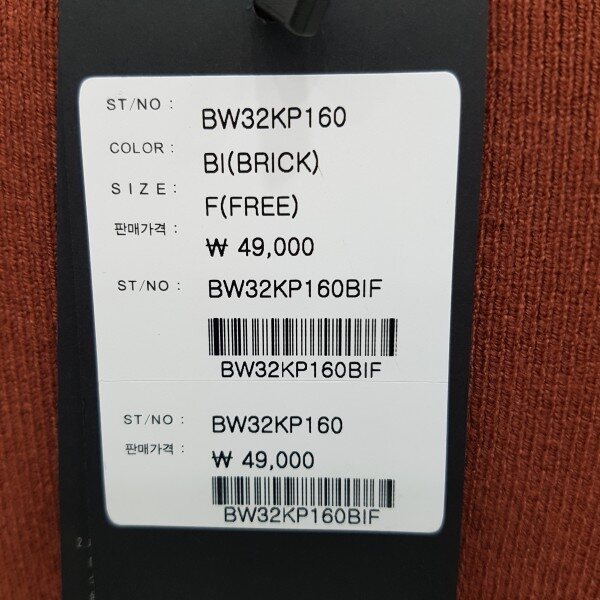 ST/NO : BW32KP160
COLOR : BI(BRICK)
SIZE : F(FREE)
판매가격 : ₩ 49,000
ST/NO : BW32KP160BIF
BW32KP160BIF
ST/NO : BW32KP160
판매가격 : ₩ 49,000
BW32KP160BIF